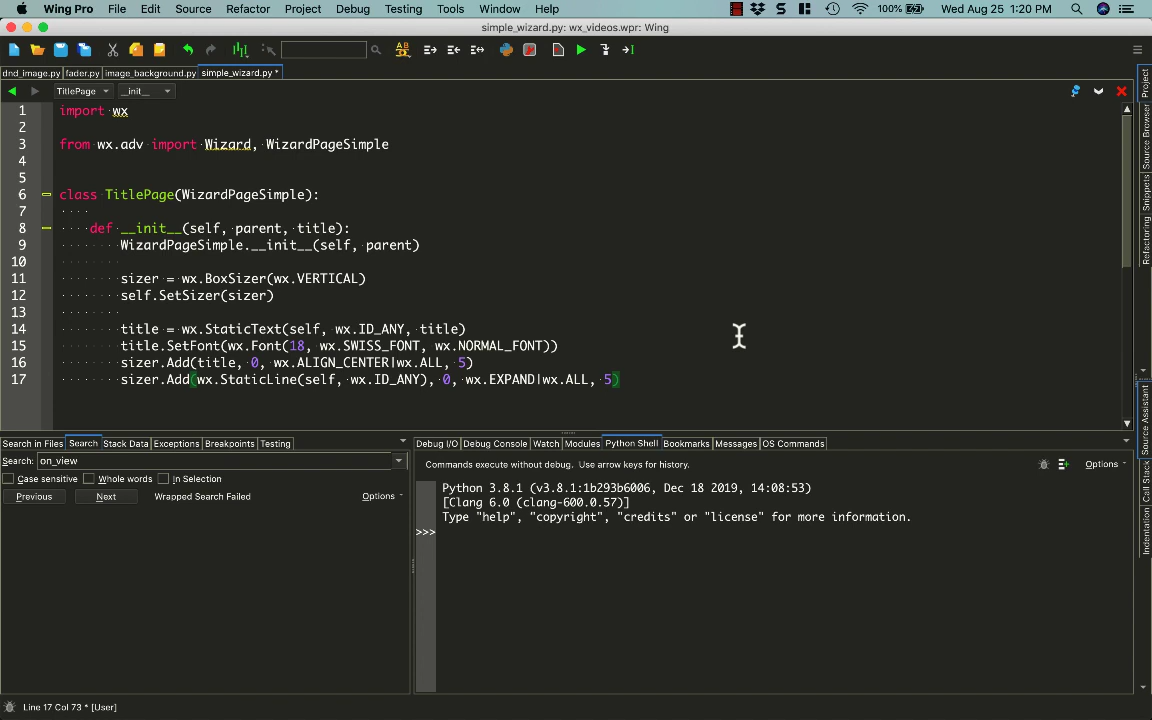 Wing Pro File Edit Source Refactor Project Debug Testing Tools Window Help 100% Wed Aug 25 1:20 PM
simple_wizard.py: wx_videos.wpr: Wing
dnd_image.py fader.py image_background.py simple_wizard.py *
TitlePage __init__
1 import wx
2
3 from wx.adv import Wizard, WizardPageSimple
4
5
6 class TitlePage(WizardPageSimple):
7
8 def __init__(self, parent, title):
9 WizardPageSimple.__init__(self, parent)
10
11 sizer = wx.BoxSizer(wx.VERTICAL)
12 self.SetSizer(sizer)
13
14 title = wx.StaticText(self, wx.ID_ANY, title)
15 title.SetFont(wx.Font(18, wx.SWISS_FONT, wx.NORMAL_FONT))
16 sizer.Add(title, 0, wx.ALIGN_CENTER|wx.ALL, 5)
17 sizer.Add(wx.StaticLine(self, wx.ID_ANY), 0, wx.EXPAND|wx.ALL, 5)
Project
Source Browser
Snippets
Refactoring
Source Assistant
Call Stack
Indentation
Search in Files Search Stack Data Exceptions Breakpoints Testing
Search: on_view
Case sensitive Whole words In Selection
Previous Next Wrapped Search Failed Options
Debug I/O Debug Console Watch Modules Python Shell Bookmarks Messages OS Commands
Commands execute without debug. Use arrow keys for history. Options
Python 3.8.1 (v3.8.1:1b293b6006, Dec 18 2019, 14:08:53)
[Clang 6.0 (clang-600.0.57)]
Type "help", "copyright", "credits" or "license" for more information.
>>>
Line 17 Col 73 * [User]